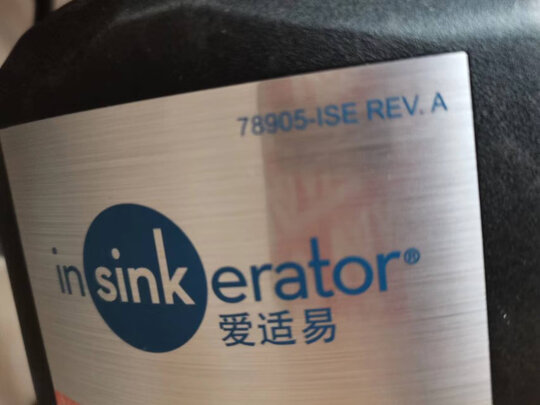 78905-ISE REV. A
insinkerator®
爱适易